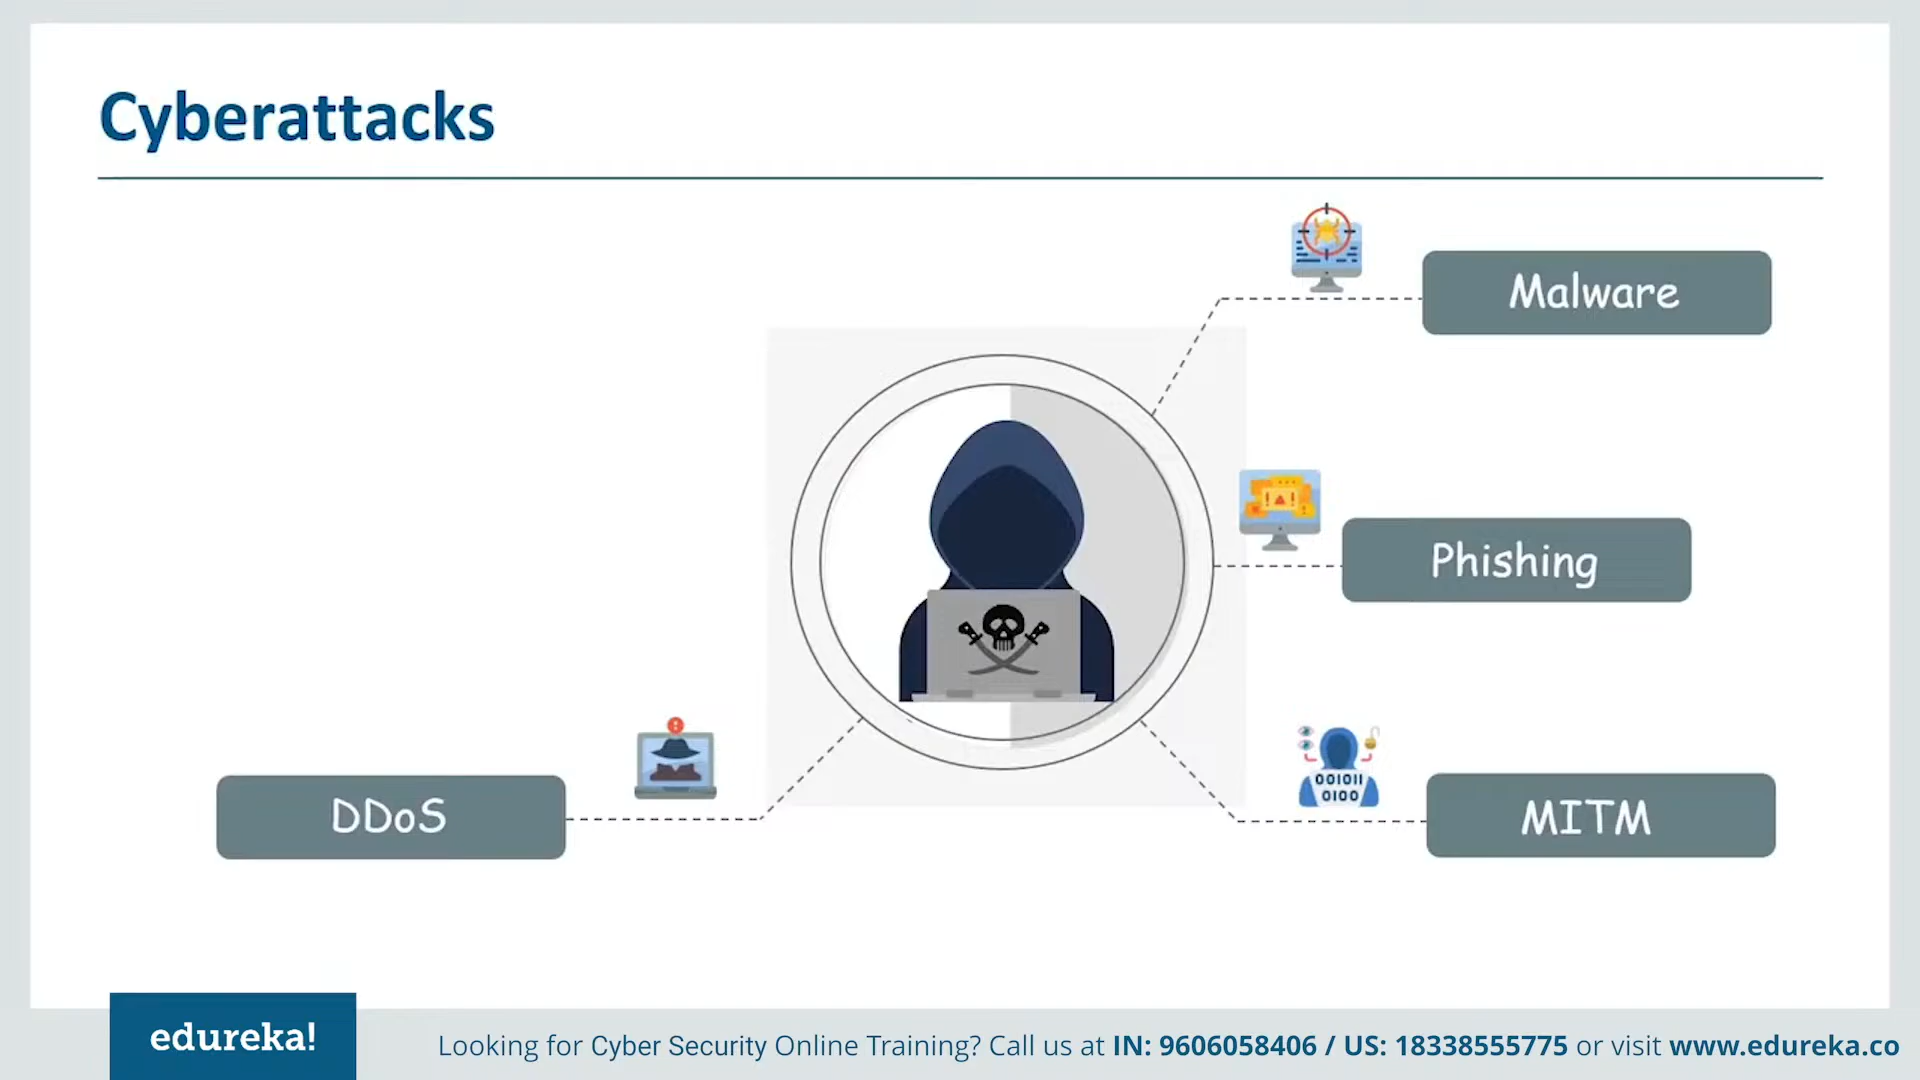 Cyberattacks
Malware
Phishing
DDoS
MITM
001011
0100
edureka!
Looking for Cyber Security Online Training? Call us at IN: 9606058406 / US: 18338555775 or visit www.edureka.co